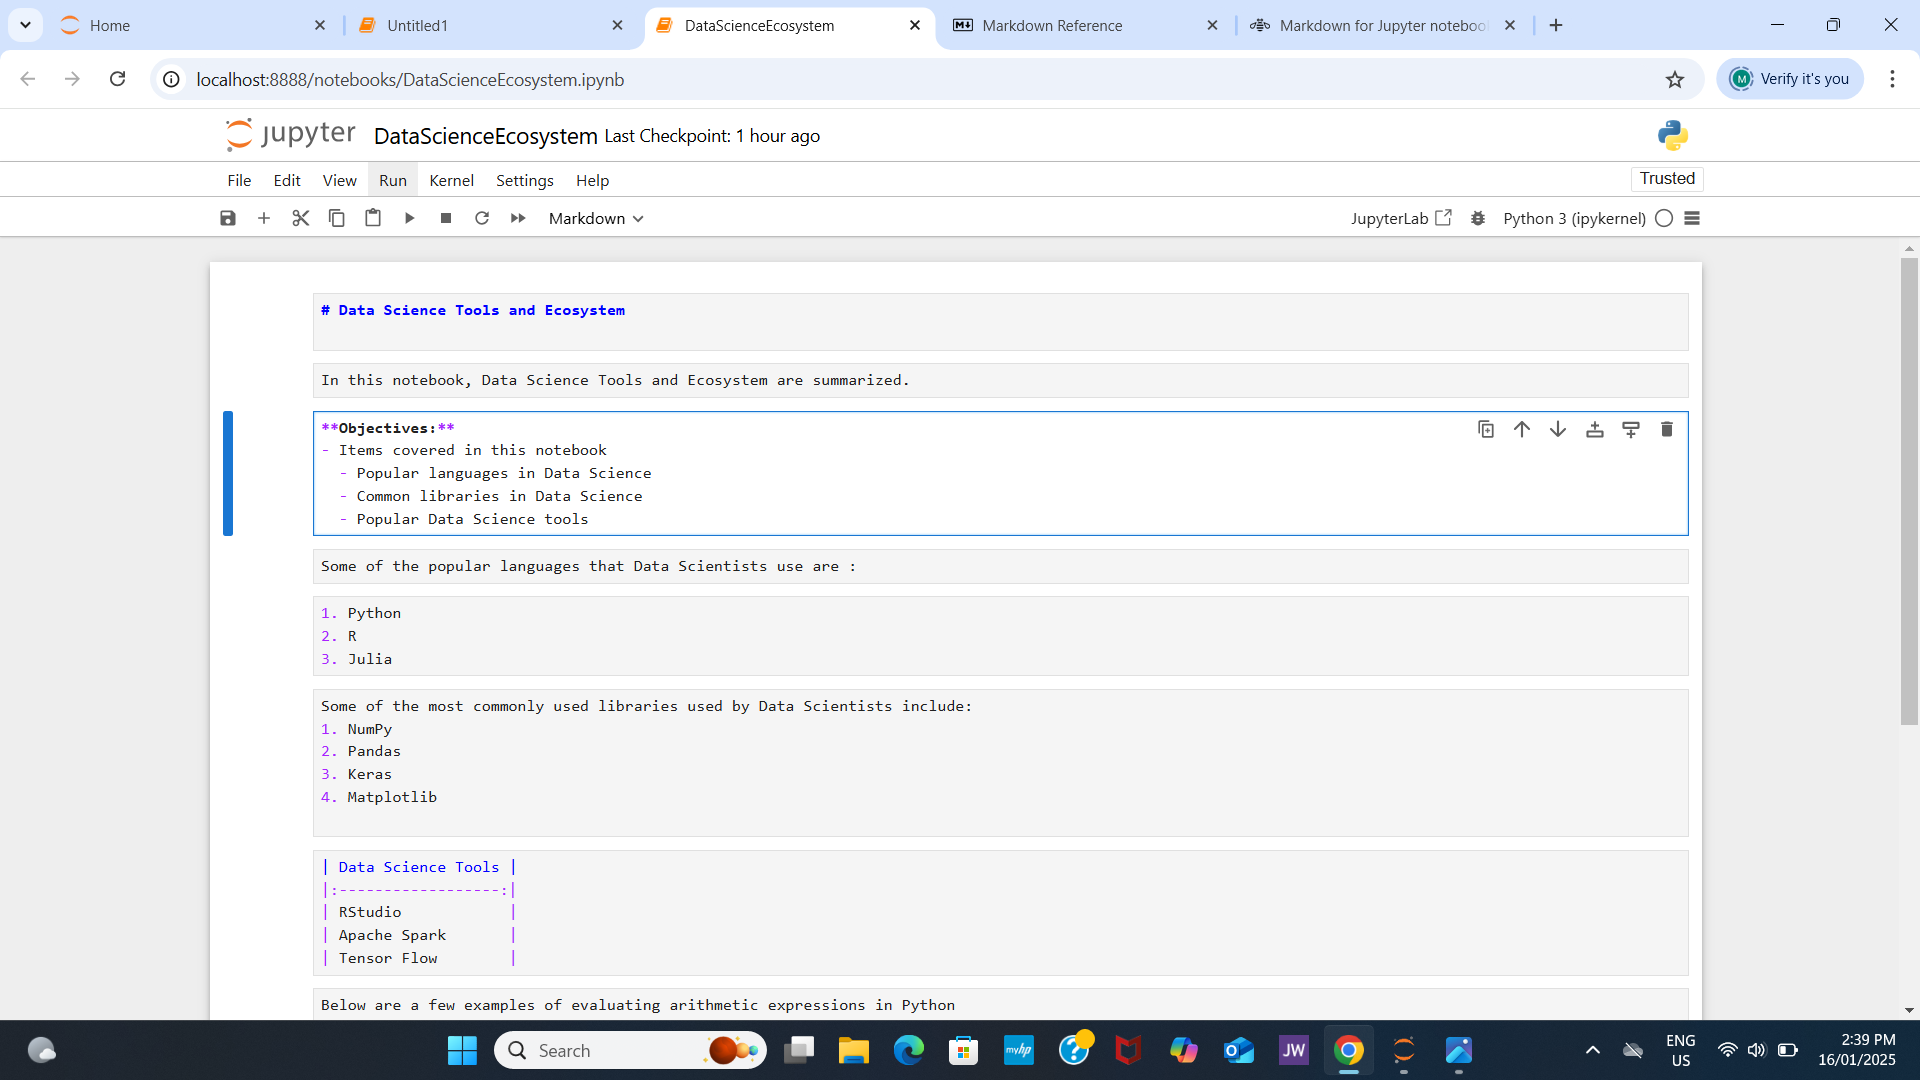 Home
Untitled1
DataScienceEcosystem
Markdown Reference
Markdown for Jupyter noteboo
localhost:8888/notebooks/DataScienceEcosystem.ipynb
M
Verify it's you
jupyter
DataScienceEcosystem Last Checkpoint: 1 hour ago
File Edit View Run Kernel Settings Help
Trusted
Markdown
JupyterLab
Python 3 (ipykernel)
# Data Science Tools and Ecosystem
In this notebook, Data Science Tools and Ecosystem are summarized.
**Objectives:**
- Items covered in this notebook
- Popular languages in Data Science
- Common libraries in Data Science
- Popular Data Science tools
Some of the popular languages that Data Scientists use are :
1. Python
2. R
3. Julia
Some of the most commonly used libraries used by Data Scientists include:
1. NumPy
2. Pandas
3. Keras
4. Matplotlib
| Data Science Tools |
|:------------------:|
| RStudio |
| Apache Spark |
| Tensor Flow |
Below are a few examples of evaluating arithmetic expressions in Python
Search
myhp
JW
ENG
US
2:39 PM
16/01/2025